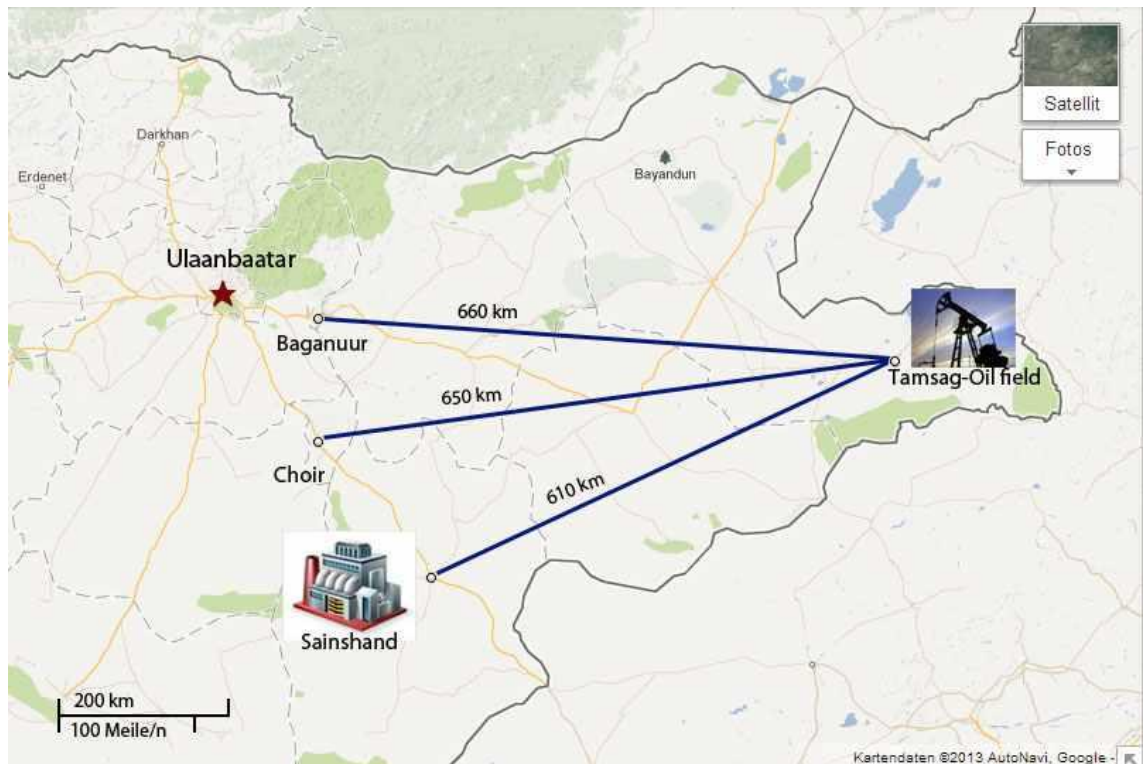 Satellit
Fotos
Darkhan
Erdenet
Bayandun
Ulaanbaatar
660 km
Baganuur
Tamsag-Oil field
650 km
Choir
610 km
Sainshand
200 km
100 Meile/n
Kartendaten ©2013 AutoNavi, Google -